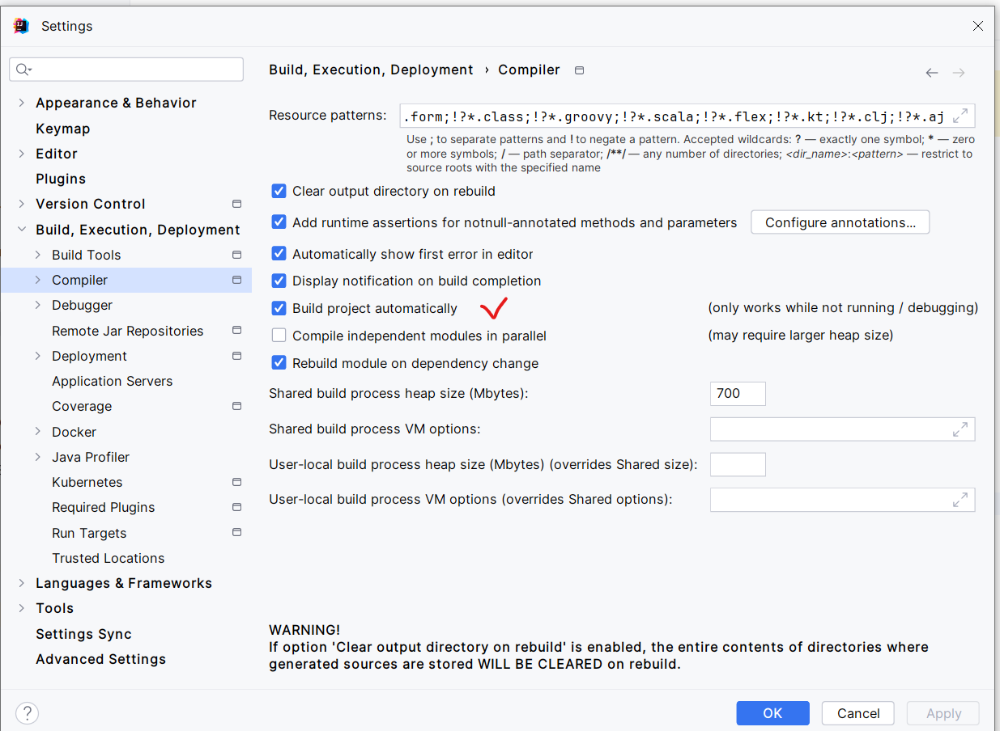 Settings
Build, Execution, Deployment › Compiler
Appearance & Behavior
Keymap
Editor
Plugins
Version Control
Build, Execution, Deployment
Build Tools
Compiler
Debugger
Remote Jar Repositories
Deployment
Application Servers
Coverage
Docker
Java Profiler
Kubernetes
Required Plugins
Run Targets
Trusted Locations
Languages & Frameworks
Tools
Settings Sync
Advanced Settings
Resource patterns: .form;!?*.class;!?*.groovy;!?*.scala;!?*.flex;!?*.kt;!?*.clj;!?*.aj
Use ; to separate patterns and ! to negate a pattern. Accepted wildcards: ? — exactly one symbol; * — zero
or more symbols; / — path separator; /**/ — any number of directories; <dir_name>:<pattern> — restrict to
source roots with the specified name
Clear output directory on rebuild
Add runtime assertions for notnull-annotated methods and parameters Configure annotations...
Automatically show first error in editor
Display notification on build completion
Build project automatically (only works while not running / debugging)
Compile independent modules in parallel (may require larger heap size)
Rebuild module on dependency change
Shared build process heap size (Mbytes): 700
Shared build process VM options:
User-local build process heap size (Mbytes) (overrides Shared size):
User-local build process VM options (overrides Shared options):
WARNING!
If option 'Clear output directory on rebuild' is enabled, the entire contents of directories where
generated sources are stored WILL BE CLEARED on rebuild.
? OK Cancel Apply